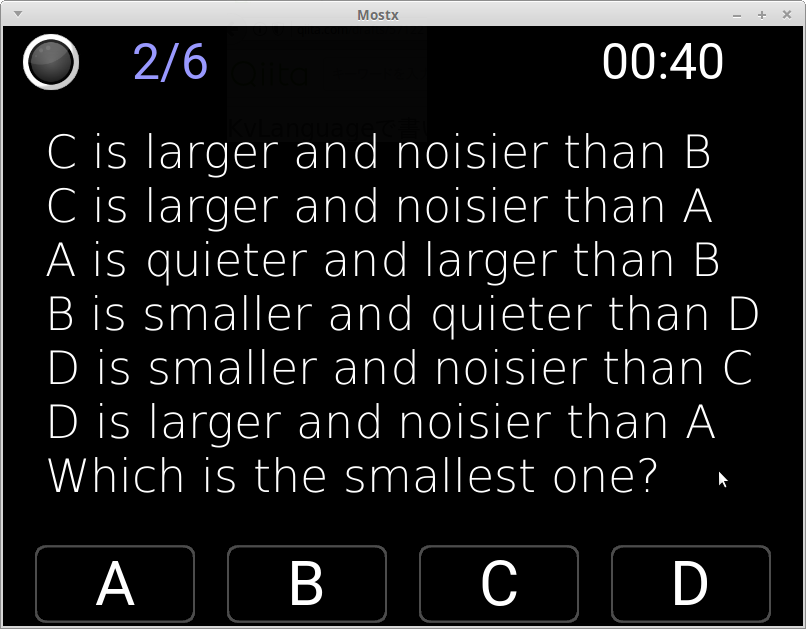 Mostx
2/6 00:40
C is larger and noisier than B
C is larger and noisier than A
A is quieter and larger than B
B is smaller and quieter than D
D is smaller and noisier than C
D is larger and noisier than A
Which is the smallest one?
A B C D